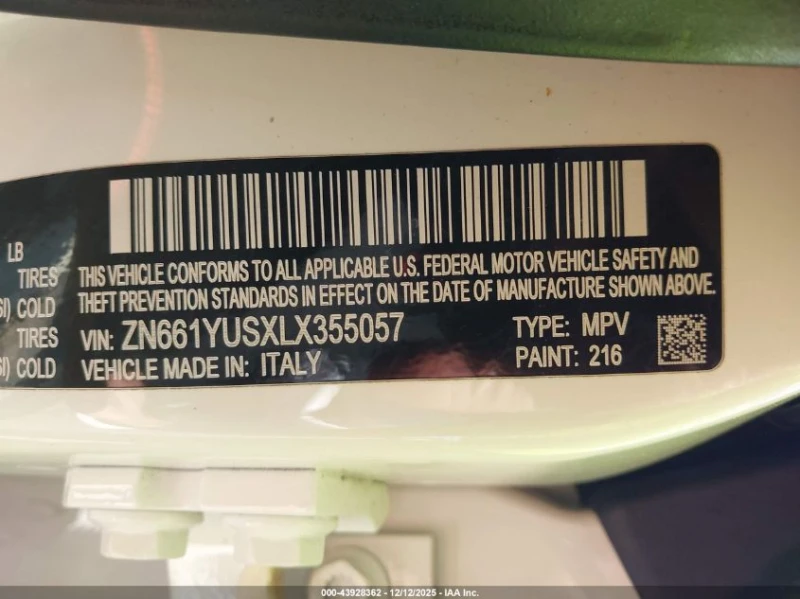 LB
TIRES
SI) COLD
TIRES
SI) COLD
THIS VEHICLE CONFORMS TO ALL APPLICABLE U.S. FEDERAL MOTOR VEHICLE SAFETY AND
THEFT PREVENTION STANDARDS IN EFFECT ON THE DATE OF MANUFACTURE SHOWN ABOVE.
VIN: ZN661YUSXLX355057 TYPE: MPV
VEHICLE MADE IN: ITALY PAINT: 216
000-43928362 - 12/12/2025 - IAA Inc.